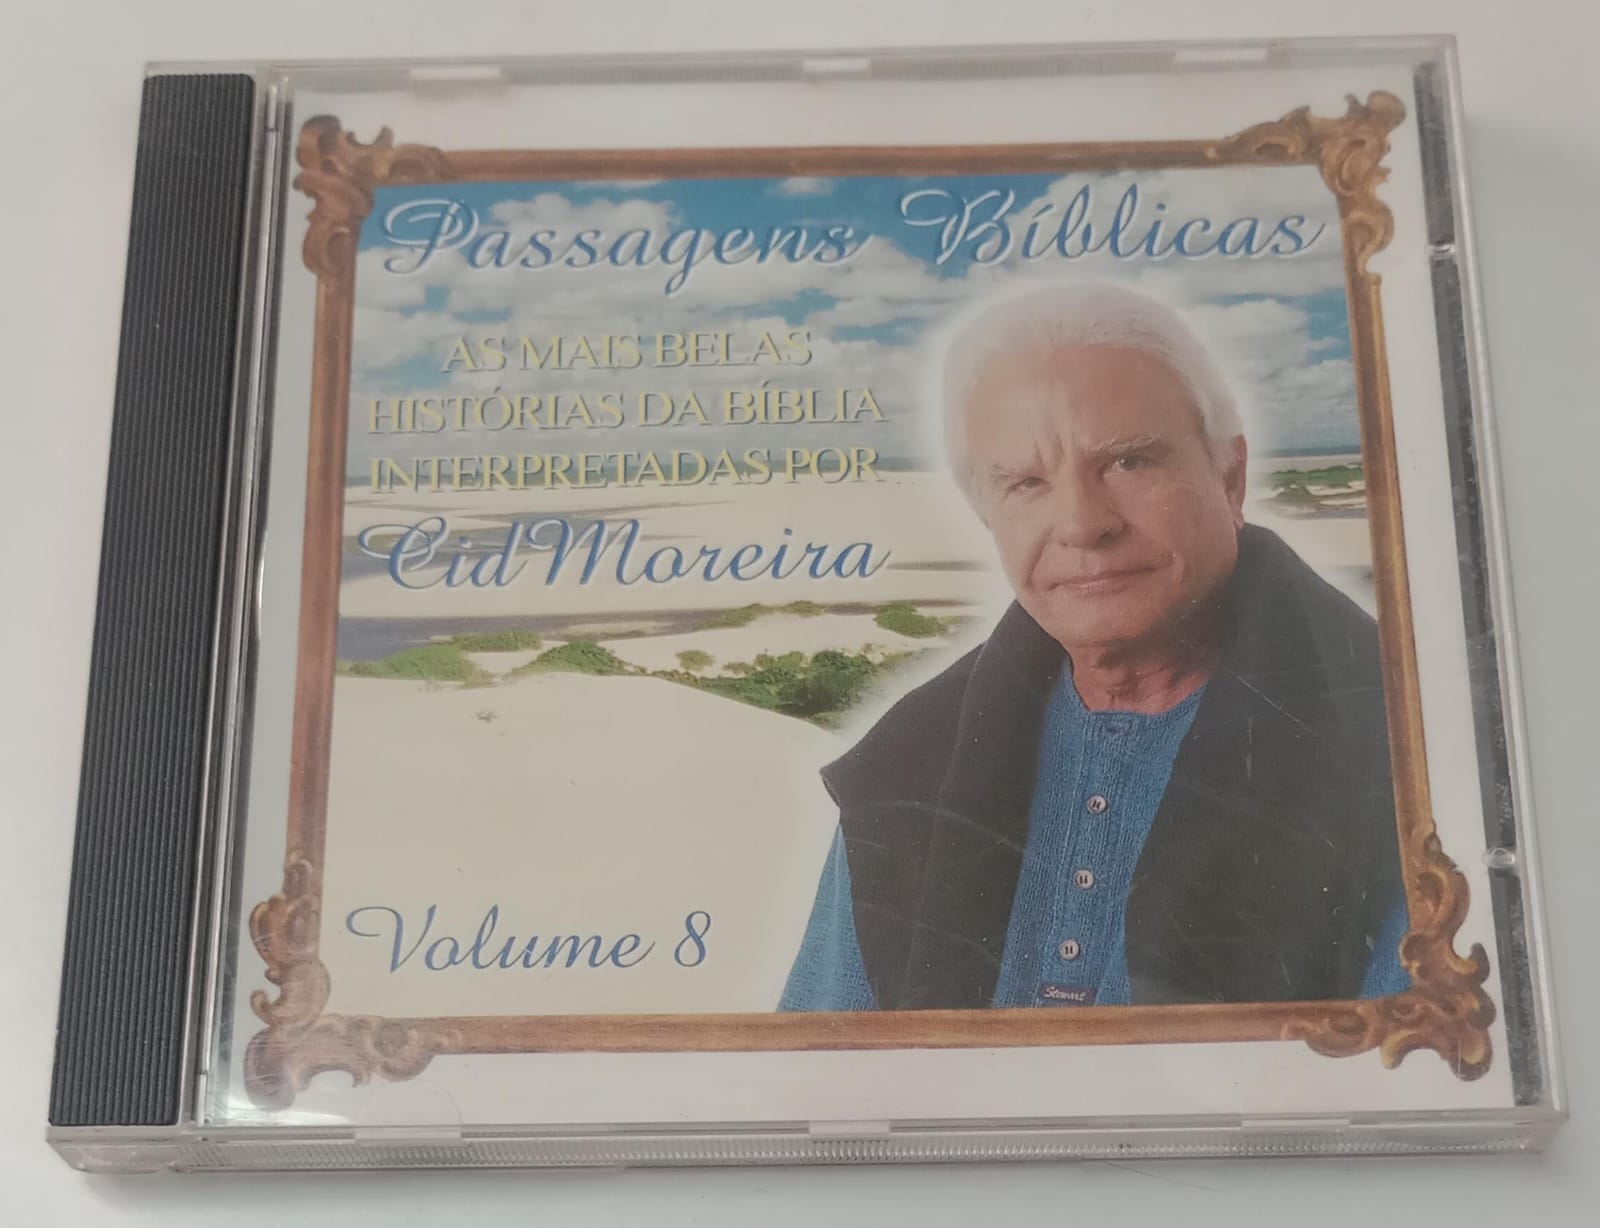 Passagens Bíblicas
AS MAIS BELAS
HISTÓRIAS DA BÍBLIA
INTERPRETADAS POR
Cid Moreira
Volume 8
Stewart